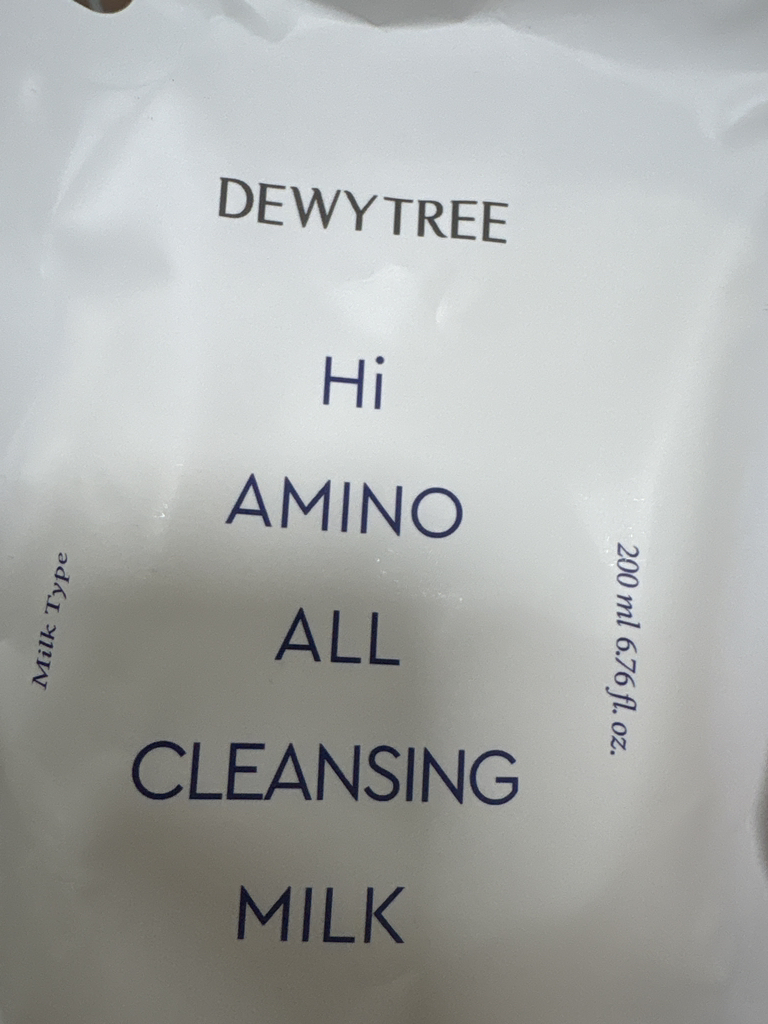 DEWYTREE
Hi
AMINO
ALL
CLEANSING
MILK
Milk Type
200 ml 6.76 fl. oz.